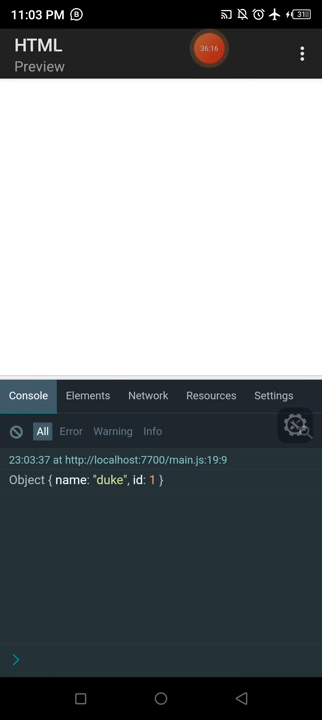 11:03 PM B 31
HTML
Preview
36:16
Console Elements Network Resources Settings
All Error Warning Info
23:03:37 at http://localhost:7700/main.js:19:9
Object { name: "duke", id: 1 }